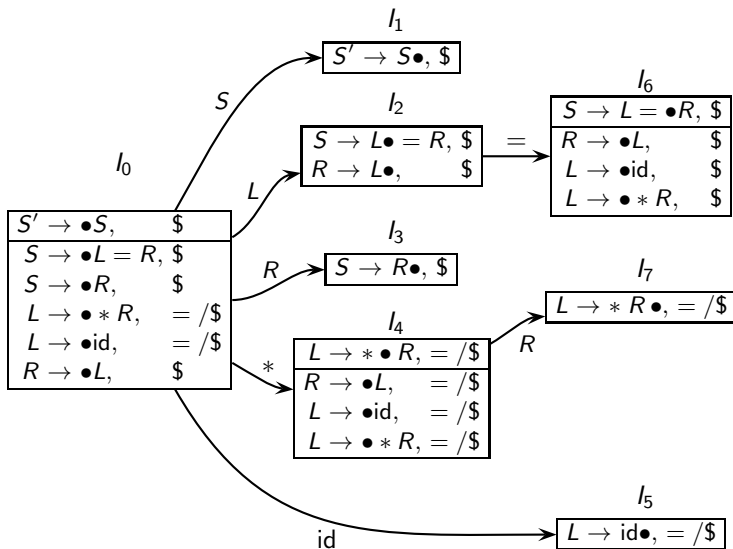 I₁
S′ → S●, $
S
I₂
S → L● = R, $
R → L●, $
=
I₆
S → L = ●R, $
R → ●L, $
L → ●id, $
L → ● ∗ R, $
I₀
S′ → ●S, $
S → ●L = R, $
S → ●R, $
L → ● ∗ R, = /$
L → ●id, = /$
R → ●L, $
L
R
I₃
S → R●, $
∗
I₄
L → ∗ ● R, = /$
R → ●L, = /$
L → ●id, = /$
L → ● ∗ R, = /$
R
I₇
L → ∗ R ●, = /$
id
I₅
L → id●, = /$